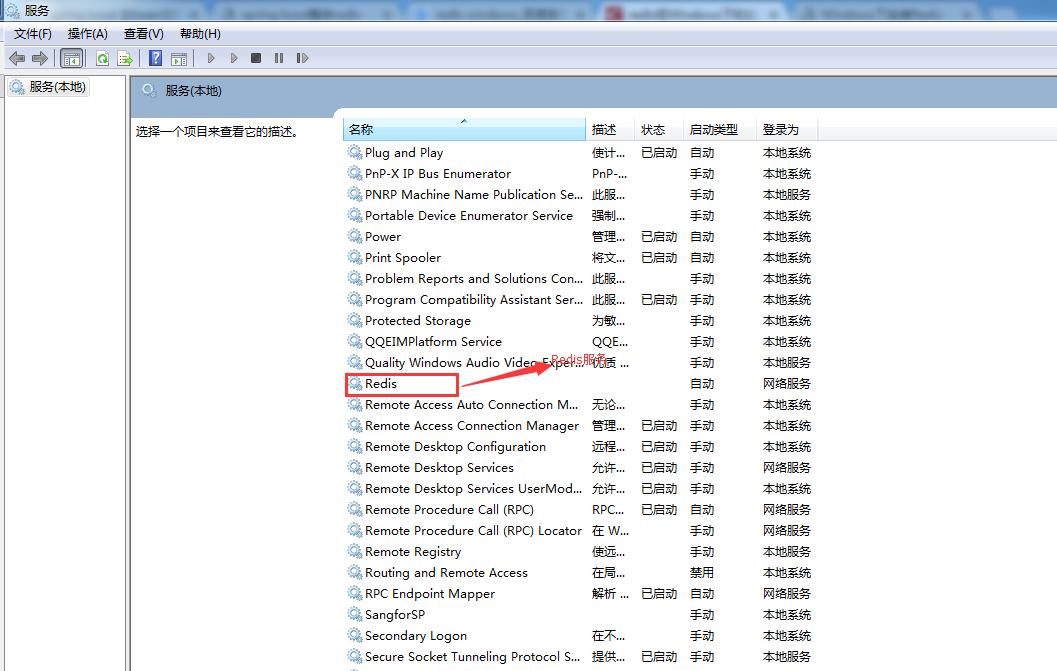 服务
文件(F) 操作(A) 查看(V) 帮助(H)
服务(本地)
服务(本地)
选择一个项目来查看它的描述。
名称 描述 状态 启动类型 登录为
Plug and Play 使计... 已启动 自动 本地系统
PnP-X IP Bus Enumerator PnP-... 手动 本地系统
PNRP Machine Name Publication Se... 此服... 手动 本地服务
Portable Device Enumerator Service 强制... 手动 本地系统
Power 管理... 已启动 自动 本地系统
Print Spooler 将文... 已启动 自动 本地系统
Problem Reports and Solutions Con... 此服... 手动 本地系统
Program Compatibility Assistant Ser... 此服... 已启动 手动 本地系统
Protected Storage 为敏... 手动 本地系统
QQEIMPlatform Service QQE... 手动 本地系统
Quality Windows Audio Video Exper... 优质 ... 手动 本地服务
Redis服务
Redis 自动 网络服务
Remote Access Auto Connection M... 无论... 手动 本地系统
Remote Access Connection Manager 管理... 已启动 手动 本地系统
Remote Desktop Configuration 远程... 已启动 手动 本地系统
Remote Desktop Services 允许... 已启动 手动 网络服务
Remote Desktop Services UserMod... 允许... 已启动 手动 本地系统
Remote Procedure Call (RPC) RPC... 已启动 自动 网络服务
Remote Procedure Call (RPC) Locator 在 W... 手动 网络服务
Remote Registry 使远... 手动 本地服务
Routing and Remote Access 在局... 禁用 本地系统
RPC Endpoint Mapper 解析 ... 已启动 自动 网络服务
SangforSP 手动 本地系统
Secondary Logon 在不... 手动 本地系统
Secure Socket Tunneling Protocol S... 提供... 已启动 手动 本地服务